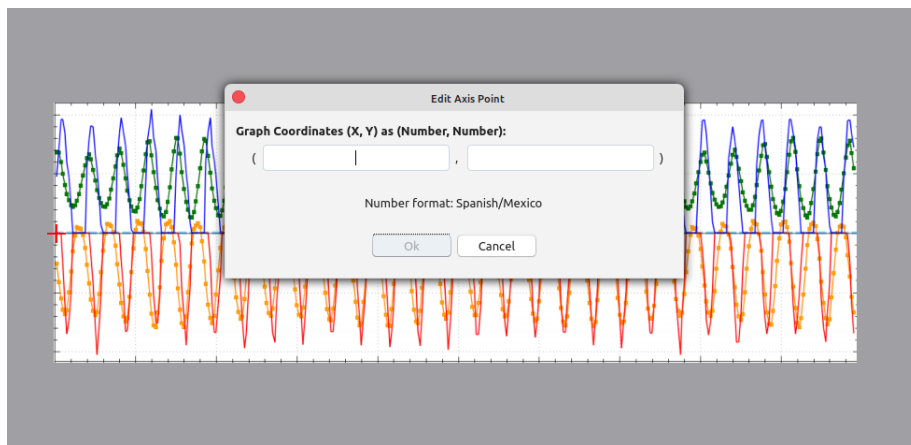 Edit Axis Point
Graph Coordinates (X, Y) as (Number, Number):
( , )
Number format: Spanish/Mexico
Ok Cancel